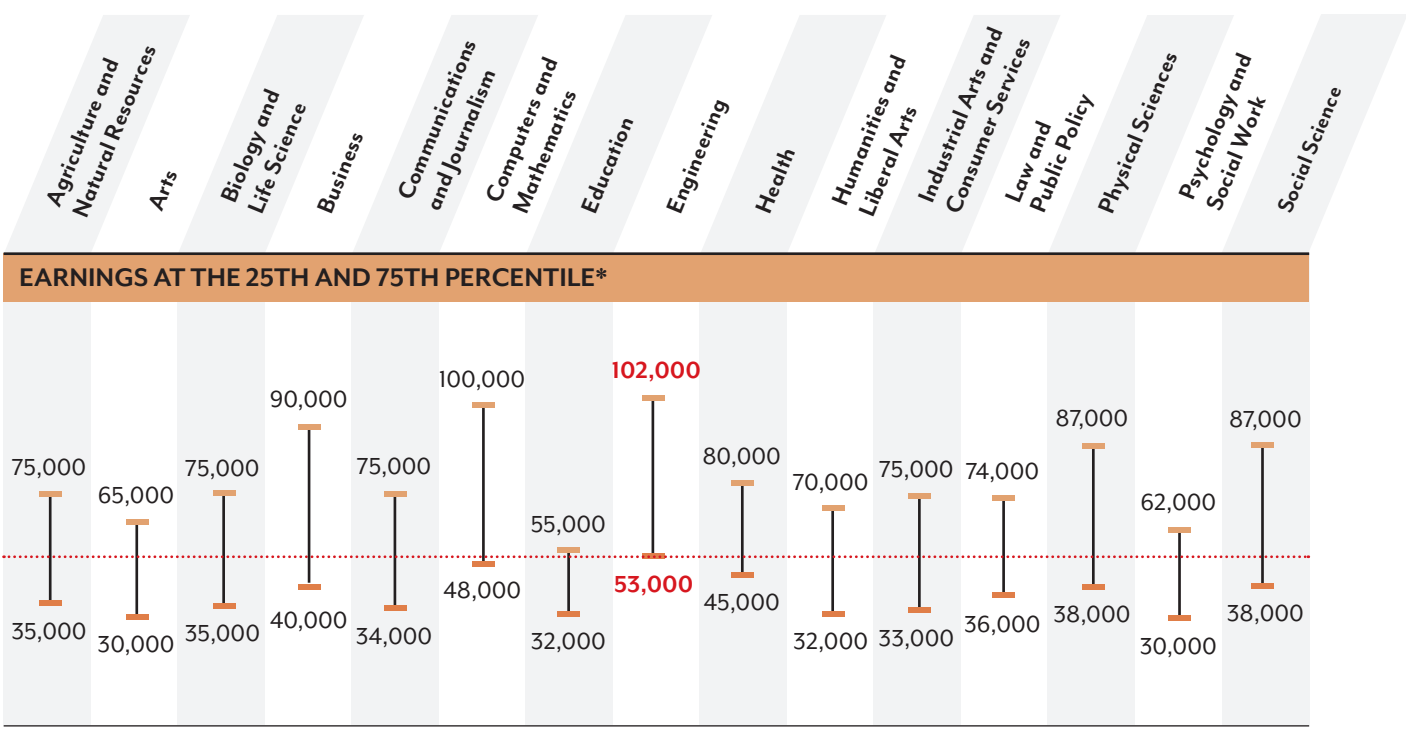 Agriculture and
Natural Resources
Arts
Biology and
Life Science
Business
Communications
and Journalism
Computers and
Mathematics
Education
Engineering
Health
Humanities and
Liberal Arts
Industrial Arts and
Consumer Services
Law and
Public Policy
Physical Sciences
Psychology and
Social Work
Social Science
EARNINGS AT THE 25TH AND 75TH PERCENTILE*
75,000
35,000
65,000
30,000
75,000
35,000
90,000
40,000
75,000
34,000
100,000
48,000
55,000
32,000
102,000
53,000
80,000
45,000
70,000
32,000
75,000
33,000
74,000
36,000
87,000
38,000
62,000
30,000
87,000
38,000